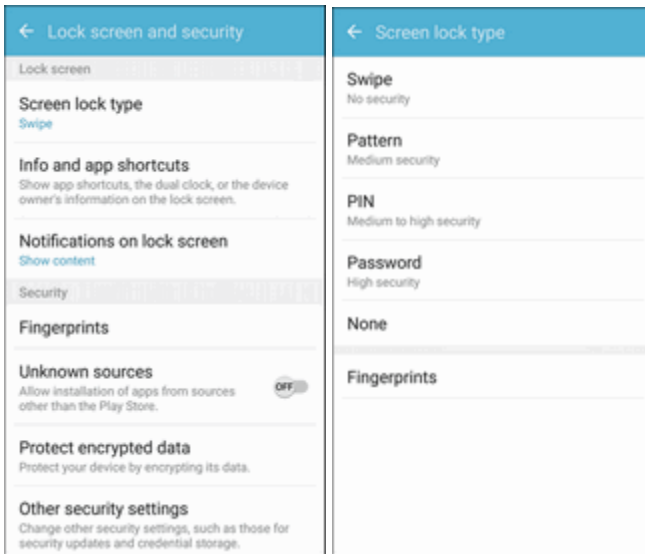 Lock screen and security
Lock screen
Screen lock type
Swipe
Info and app shortcuts
Show app shortcuts, the dual clock, or the device
owner's information on the lock screen.
Notifications on lock screen
Show content
Security
Fingerprints
Unknown sources
Allow installation of apps from sources
other than the Play Store.
OFF
Protect encrypted data
Protect your device by encrypting its data.
Other security settings
Change other security settings, such as those for
security updates and credential storage.
Screen lock type
Swipe
No security
Pattern
Medium security
PIN
Medium to high security
Password
High security
None
Fingerprints